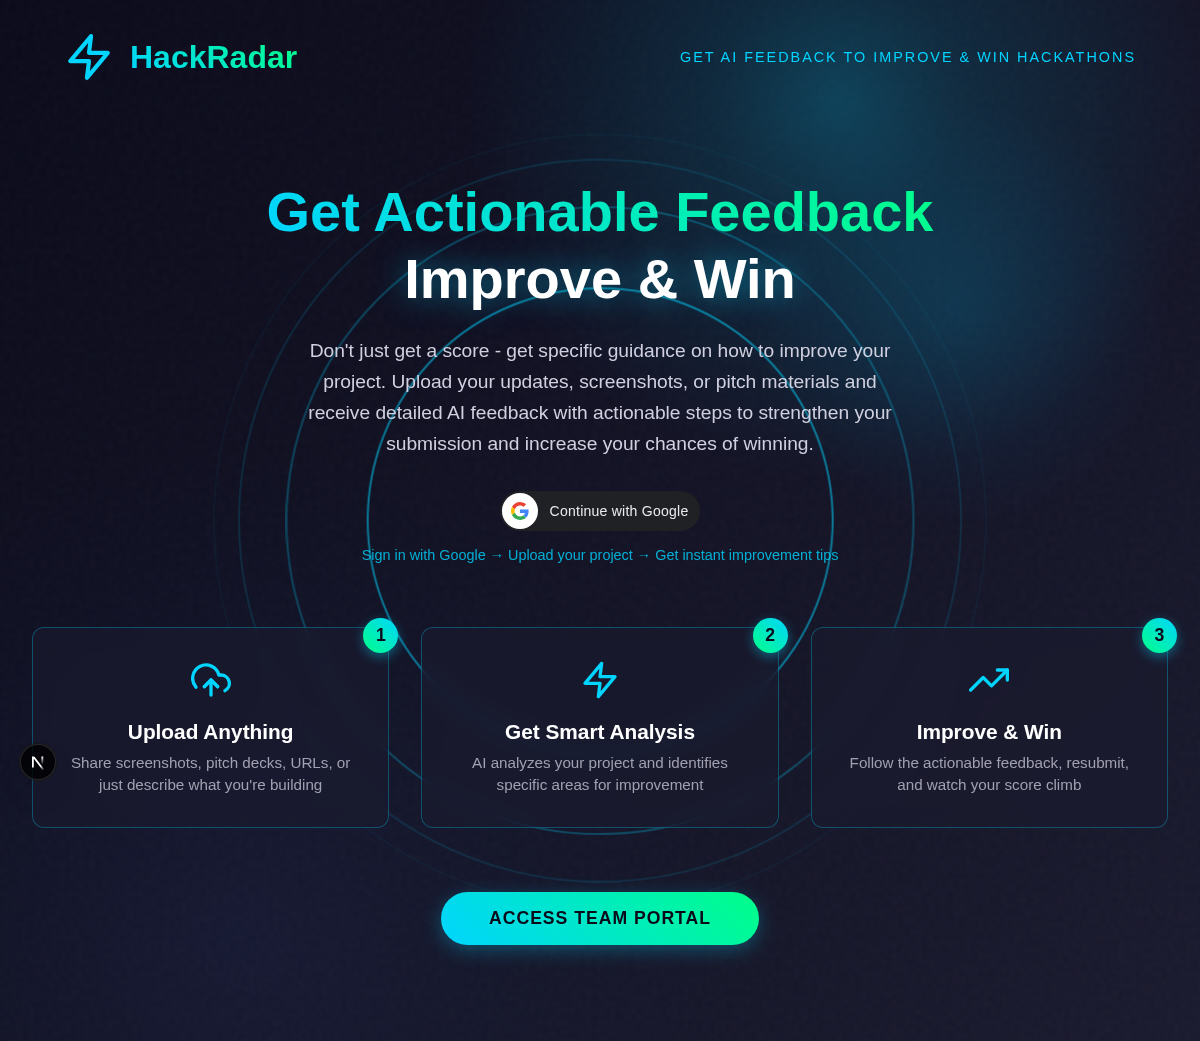 HackRadar
GET AI FEEDBACK TO IMPROVE & WIN HACKATHONS
Get Actionable Feedback
Improve & Win
Don't just get a score - get specific guidance on how to improve your
project. Upload your updates, screenshots, or pitch materials and
receive detailed AI feedback with actionable steps to strengthen your
submission and increase your chances of winning.
G
Continue with Google
Sign in with Google → Upload your project → Get instant improvement tips
1
Upload Anything
Share screenshots, pitch decks, URLs, or
just describe what you're building
2
Get Smart Analysis
AI analyzes your project and identifies
specific areas for improvement
3
Improve & Win
Follow the actionable feedback, resubmit,
and watch your score climb
N
ACCESS TEAM PORTAL